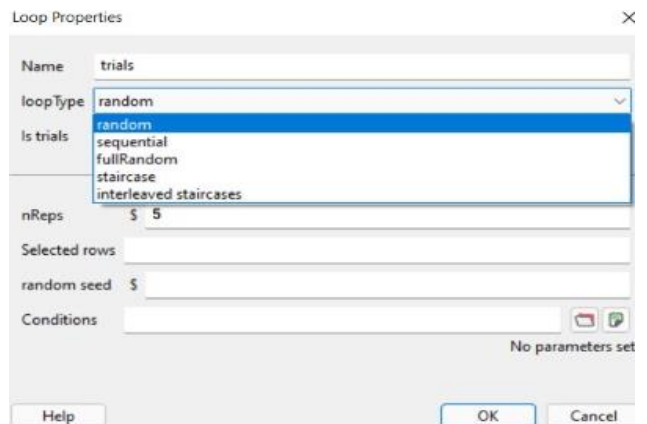 Loop Properties
Name trials
loopType random
random
Is trials
sequential
fullRandom
staircase
interleaved staircases
nReps $ 5
Selected rows
random seed $
Conditions
No parameters set
Help OK Cancel